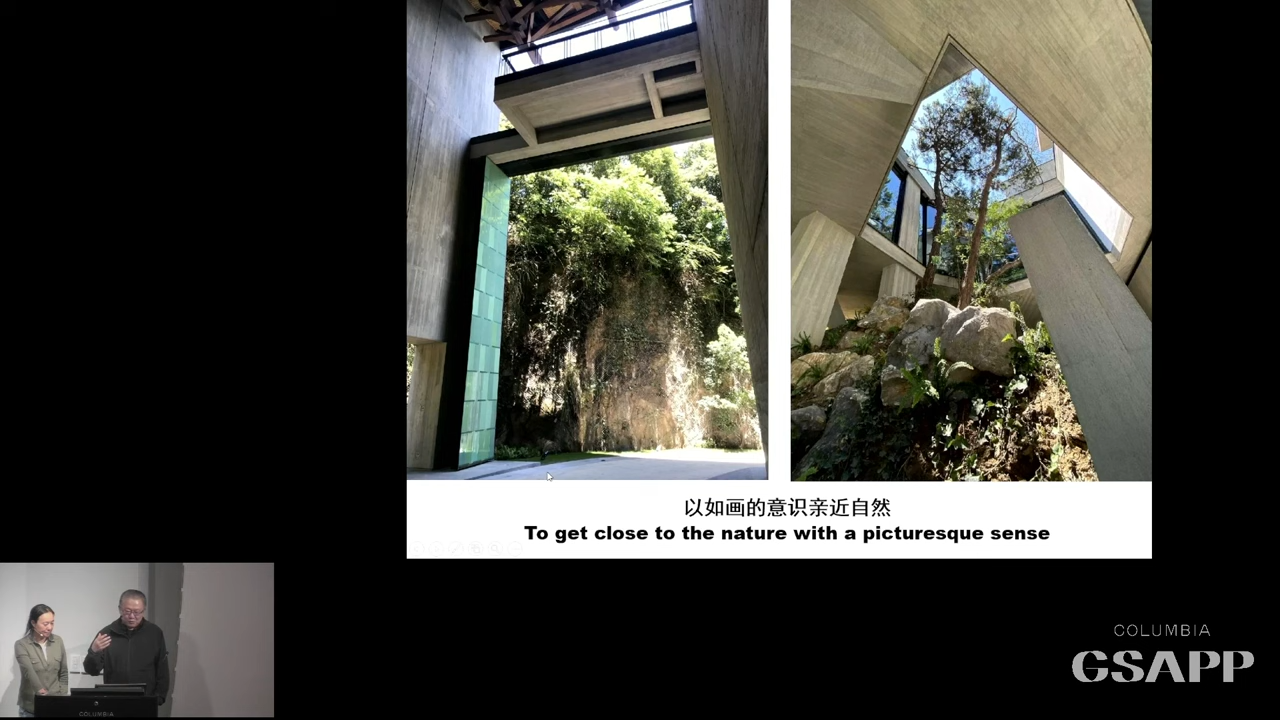 以如画的意识亲近自然
To get close to the nature with a picturesque sense
COLUMBIA
GSAPP
COLUMBIA